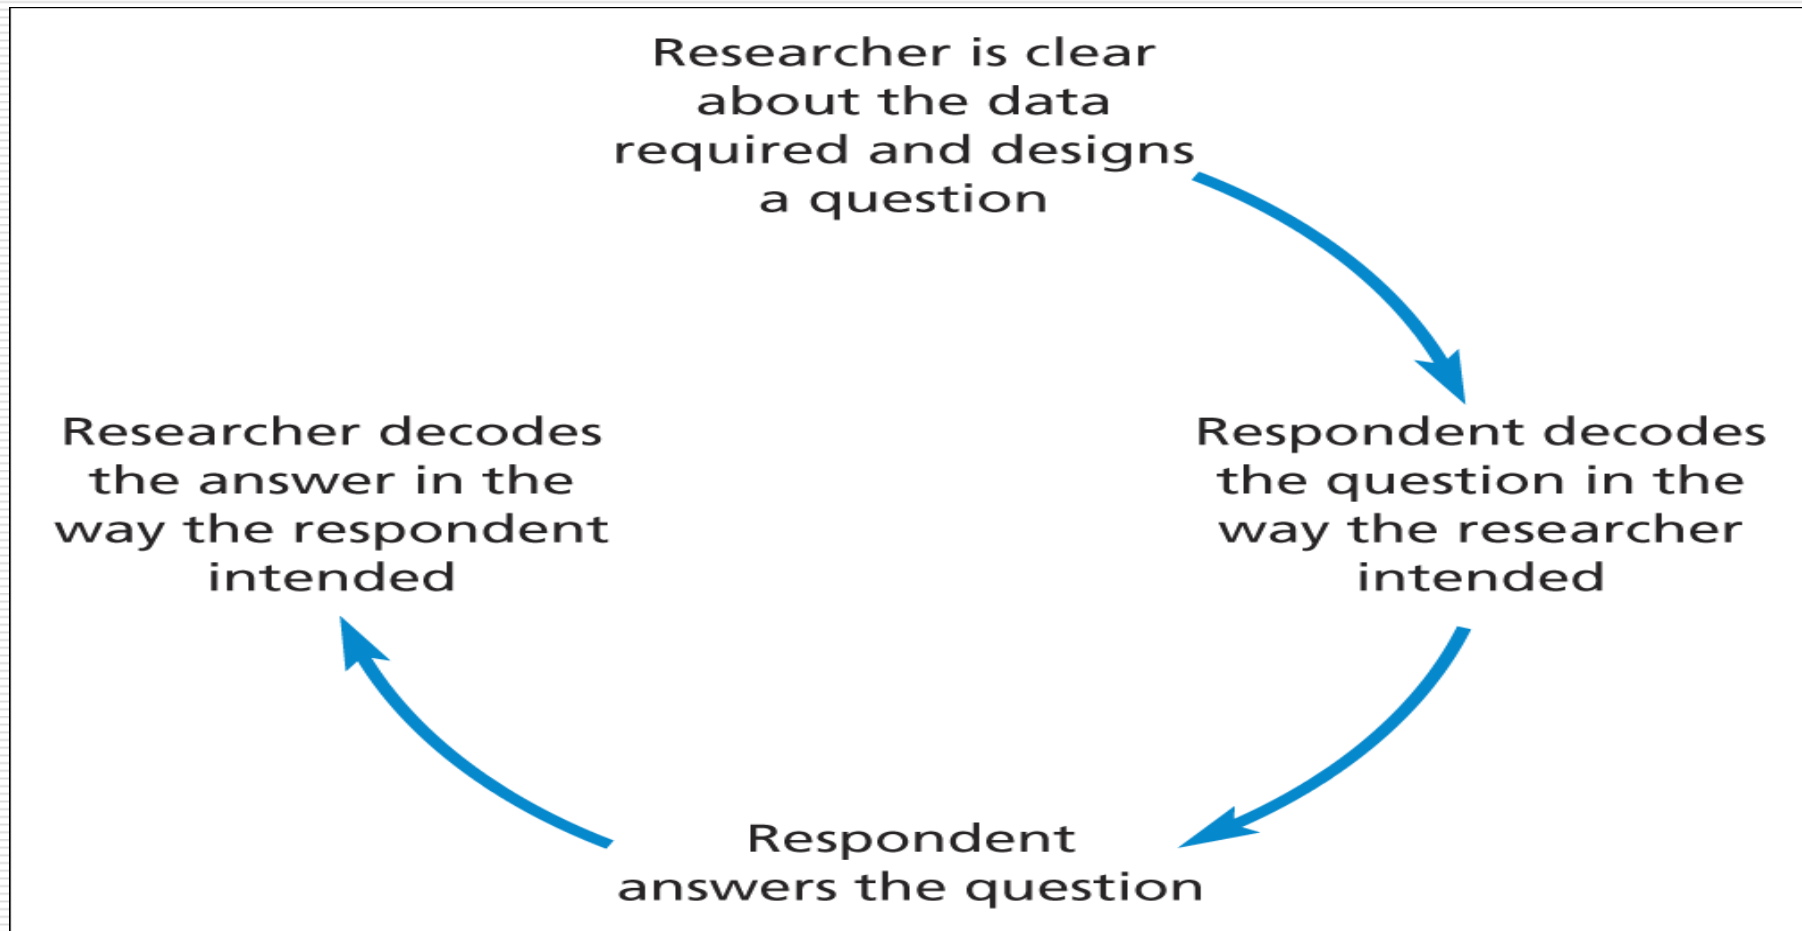 Researcher is clear
about the data
required and designs
a question
Respondent decodes
the question in the
way the researcher
intended
Respondent
answers the question
Researcher decodes
the answer in the
way the respondent
intended